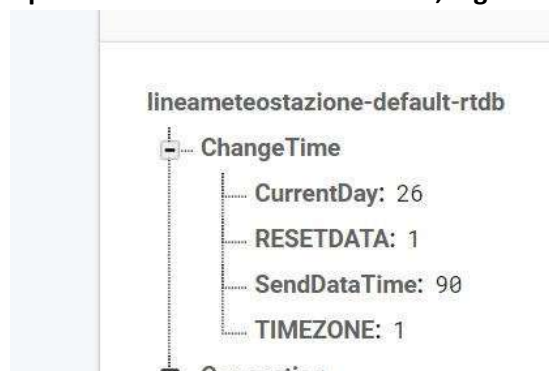 lineameteostazione-default-rtdb
ChangeTime
CurrentDay: 26
RESETDATA: 1
SendDataTime: 90
TIMEZONE: 1